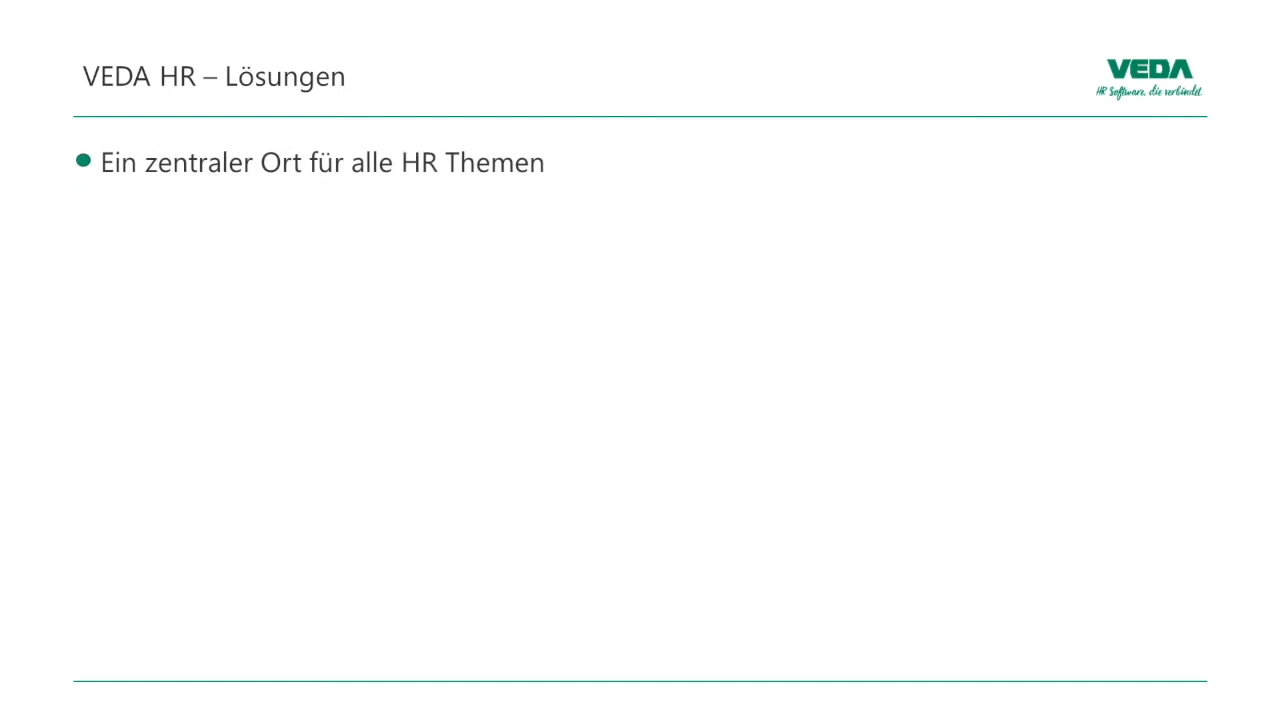 VEDA HR – Lösungen
VEDA
HR Software, die verbindet.
Ein zentraler Ort für alle HR Themen